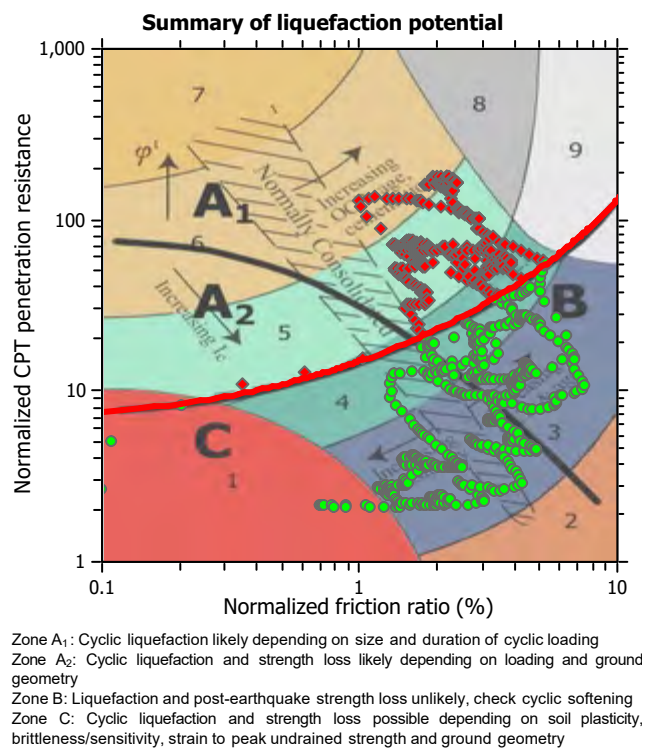 Summary of liquefaction potential
1,000
100
10
1
0.1
1
10
Normalized CPT penetration resistance
Normalized friction ratio (%)
7
8
9
φ'
A1
Increasing
OCR, age,
Normally Consolidated
6
A2
Increasing Ic
5
B
4
C
3
1
2
Zone A1: Cyclic liquefaction likely depending on size and duration of cyclic loading
Zone A2: Cyclic liquefaction and strength loss likely depending on loading and ground
geometry
Zone B: Liquefaction and post-earthquake strength loss unlikely, check cyclic softening
Zone C: Cyclic liquefaction and strength loss possible depending on soil plasticity,
brittleness/sensitivity, strain to peak undrained strength and ground geometry